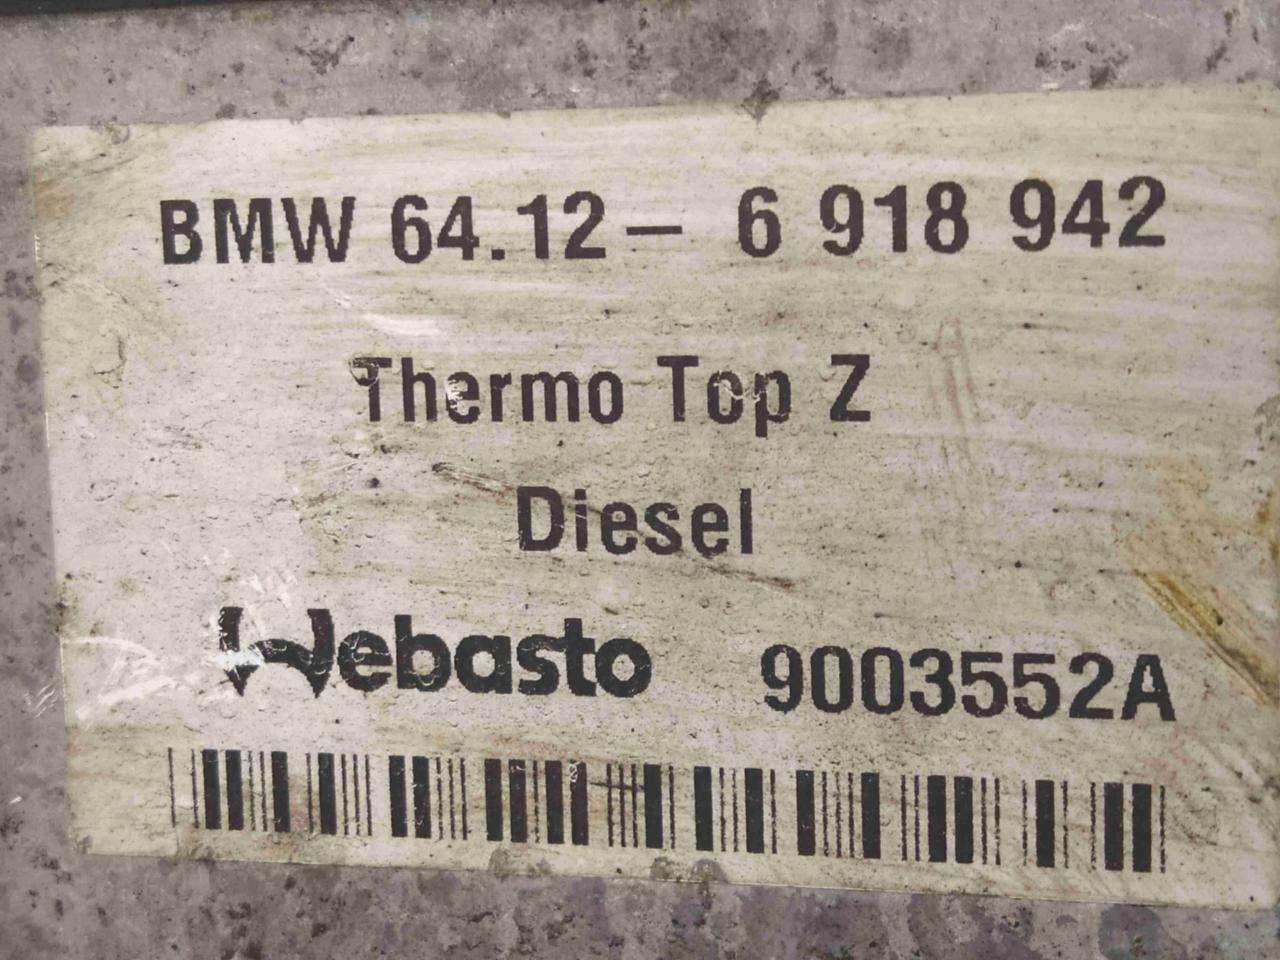 BMW 64.12 – 6 918 942
Thermo Top Z
Diesel
Webasto 9003552A